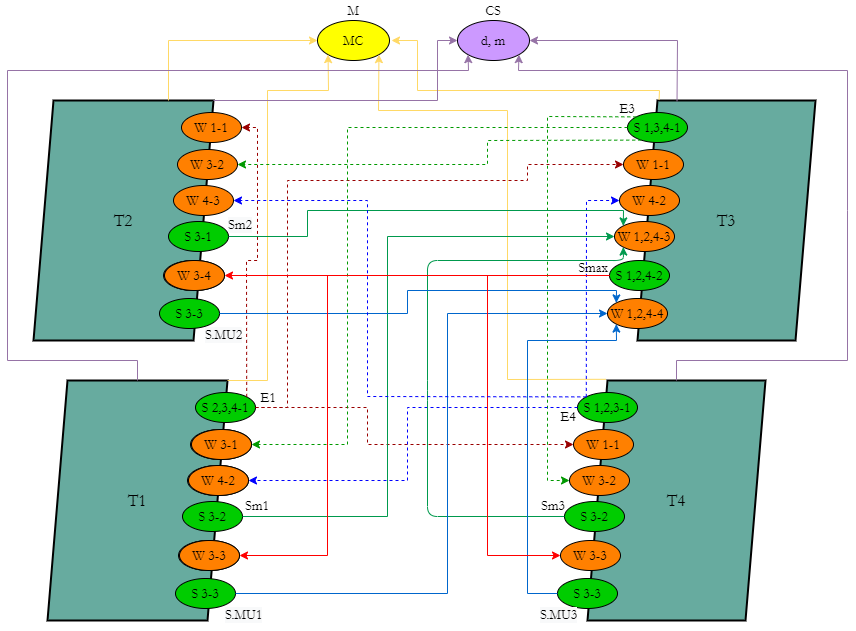 M
CS
MC
d, m
T2
W 1-1
W 3-2
W 4-3
S 3-1
Sm2
W 3-4
S 3-3
S.MU2
E3
S 1,3,4-1
W 1-1
W 4-2
W 1,2,4-3
Smax
S 1,2,4-2
W 1,2,4-4
T3
T1
S 2,3,4-1
E1
W 3-1
W 4-2
S 3-2
Sm1
W 3-3
S 3-3
S.MU1
S 1,2,3-1
E4
W 1-1
W 3-2
Sm3
S 3-2
W 3-3
S 3-3
S.MU3
T4